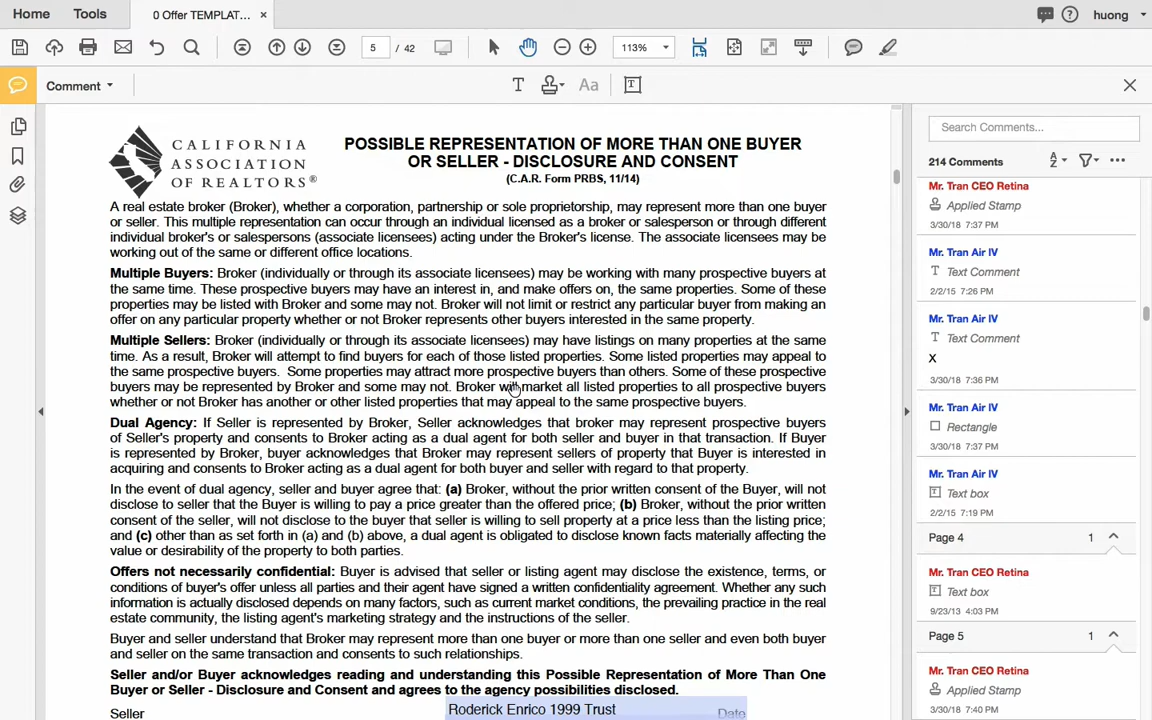 Home Tools 0 Offer TEMPLAT... × huong
5 / 42 113%
Comment T Aa T
CALIFORNIA
ASSOCIATION
OF REALTORS®
POSSIBLE REPRESENTATION OF MORE THAN ONE BUYER
OR SELLER - DISCLOSURE AND CONSENT
(C.A.R. Form PRBS, 11/14)
A real estate broker (Broker), whether a corporation, partnership or sole proprietorship, may represent more than one buyer
or seller. This multiple representation can occur through an individual licensed as a broker or salesperson or through different
individual broker's or salespersons (associate licensees) acting under the Broker's license. The associate licensees may be
working out of the same or different office locations.
Multiple Buyers: Broker (individually or through its associate licensees) may be working with many prospective buyers at
the same time. These prospective buyers may have an interest in, and make offers on, the same properties. Some of these
properties may be listed with Broker and some may not. Broker will not limit or restrict any particular buyer from making an
offer on any particular property whether or not Broker represents other buyers interested in the same property.
Multiple Sellers: Broker (individually or through its associate licensees) may have listings on many properties at the same
time. As a result, Broker will attempt to find buyers for each of those listed properties. Some listed properties may appeal to
the same prospective buyers. Some properties may attract more prospective buyers than others. Some of these prospective
buyers may be represented by Broker and some may not. Broker will market all listed properties to all prospective buyers
whether or not Broker has another or other listed properties that may appeal to the same prospective buyers.
Dual Agency: If Seller is represented by Broker, Seller acknowledges that broker may represent prospective buyers
of Seller's property and consents to Broker acting as a dual agent for both seller and buyer in that transaction. If Buyer
is represented by Broker, buyer acknowledges that Broker may represent sellers of property that Buyer is interested in
acquiring and consents to Broker acting as a dual agent for both buyer and seller with regard to that property.
In the event of dual agency, seller and buyer agree that: (a) Broker, without the prior written consent of the Buyer, will not
disclose to seller that the Buyer is willing to pay a price greater than the offered price; (b) Broker, without the prior written
consent of the seller, will not disclose to the buyer that seller is willing to sell property at a price less than the listing price;
and (c) other than as set forth in (a) and (b) above, a dual agent is obligated to disclose known facts materially affecting the
value or desirability of the property to both parties.
Offers not necessarily confidential: Buyer is advised that seller or listing agent may disclose the existence, terms, or
conditions of buyer's offer unless all parties and their agent have signed a written confidentiality agreement. Whether any such
information is actually disclosed depends on many factors, such as current market conditions, the prevailing practice in the real
estate community, the listing agent's marketing strategy and the instructions of the seller.
Buyer and seller understand that Broker may represent more than one buyer or more than one seller and even both buyer
and seller on the same transaction and consents to such relationships.
Seller and/or Buyer acknowledges reading and understanding this Possible Representation of More Than One
Buyer or Seller - Disclosure and Consent and agrees to the agency possibilities disclosed.
Seller Roderick Enrico 1999 Trust Date
Search Comments...
214 Comments
Mr. Tran CEO Retina
Applied Stamp
3/30/18 7:37 PM
Mr. Tran Air IV
T Text Comment
2/2/15 7:26 PM
Mr. Tran Air IV
T Text Comment
X
3/30/18 7:36 PM
Mr. Tran Air IV
Rectangle
3/30/18 7:37 PM
Mr. Tran Air IV
Text box
2/2/15 7:19 PM
Page 4 1
Mr. Tran CEO Retina
Text box
9/23/13 4:03 PM
Page 5 1
Mr. Tran CEO Retina
Applied Stamp
3/30/18 7:40 PM